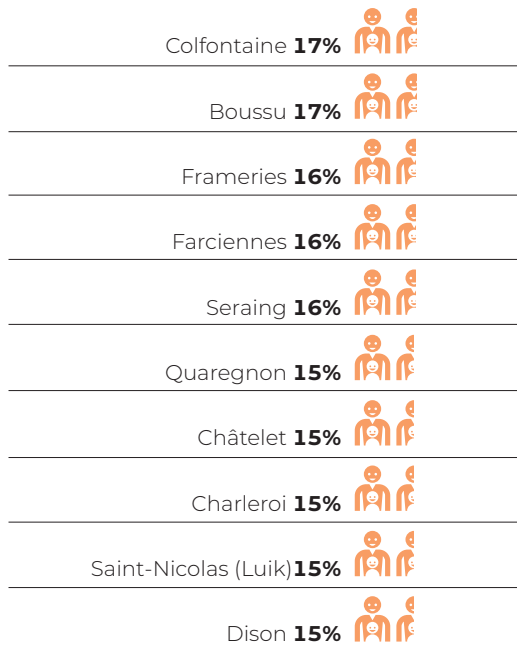 Colfontaine 17%
Boussu 17%
Frameries 16%
Farciennes 16%
Seraing 16%
Quaregnon 15%
Châtelet 15%
Charleroi 15%
Saint-Nicolas (Luik)15%
Dison 15%